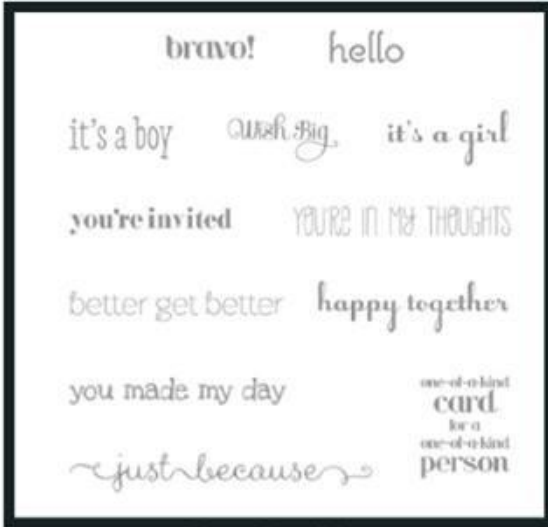 bravo!
hello
it's a boy
Wish Big
it's a girl
you're invited
YOU'RE IN MY THOUGHTS
better get better
happy together
you made my day
one-of-a-kind
card
for a
one-of-a-kind
person
just because